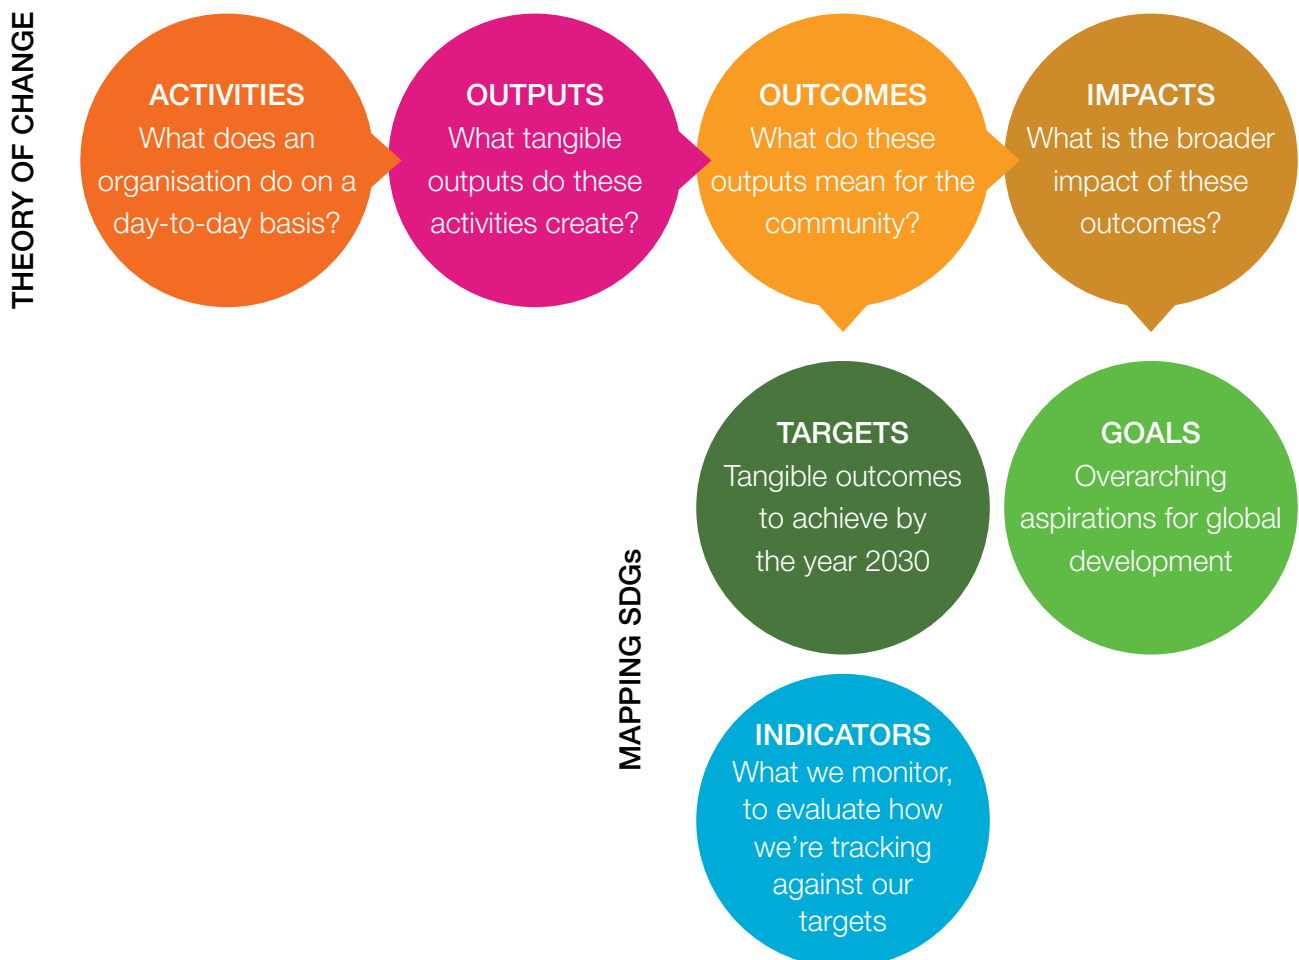 THEORY OF CHANGE
ACTIVITIES
What does an
organisation do on a
day-to-day basis?
OUTPUTS
What tangible
outputs do these
activities create?
OUTCOMES
What do these
outputs mean for the
community?
IMPACTS
What is the broader
impact of these
outcomes?
MAPPING SDGs
TARGETS
Tangible outcomes
to achieve by
the year 2030
GOALS
Overarching
aspirations for global
development
INDICATORS
What we monitor,
to evaluate how
we're tracking
against our
targets